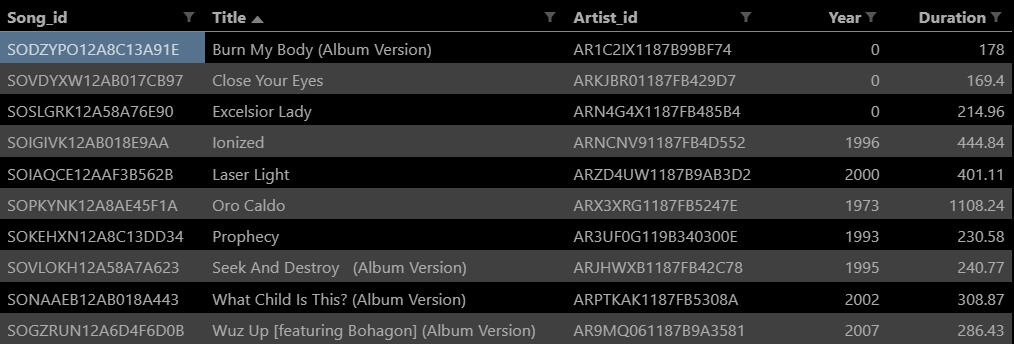 Song_id Title Artist_id Year Duration
SODZYPO12A8C13A91E Burn My Body (Album Version) AR1C2IX1187B99BF74 0 178
SOVDYXW12AB017CB97 Close Your Eyes ARKJBR01187FB429D7 0 169.4
SOSLGRK12A58A76E90 Excelsior Lady ARN4G4X1187FB485B4 0 214.96
SOIGIVK12AB018E9AA Ionized ARNCNV91187FB4D552 1996 444.84
SOIAQCE12AAF3B562B Laser Light ARZD4UW1187B9AB3D2 2000 401.11
SOPKYNK12A8AE45F1A Oro Caldo ARX3XRG1187FB5247E 1973 1108.24
SOKEHXN12A8C13DD34 Prophecy AR3UF0G119B340300E 1993 230.58
SOVLOKH12A58A7A623 Seek And Destroy   (Album Version) ARJHWXB1187FB42C78 1995 240.77
SONAAEB12AB018A443 What Child Is This? (Album Version) ARPTKAK1187FB5308A 2002 308.87
SOGZRUN12A6D4F6D0B Wuz Up [featuring Bohagon] (Album Version) AR9MQ061187B9A3581 2007 286.43